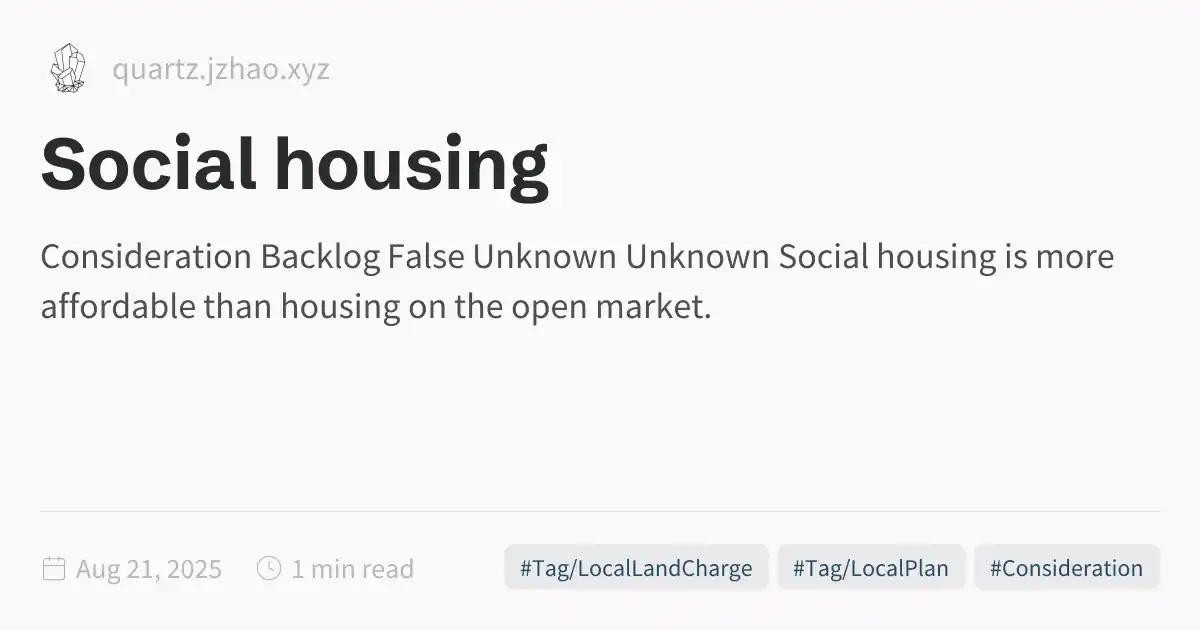 quartz.jzhao.xyz
Social housing
Consideration Backlog False Unknown Unknown Social housing is more
affordable than housing on the open market.
Aug 21, 2025 1 min read #Tag/LocalLandCharge #Tag/LocalPlan #Consideration